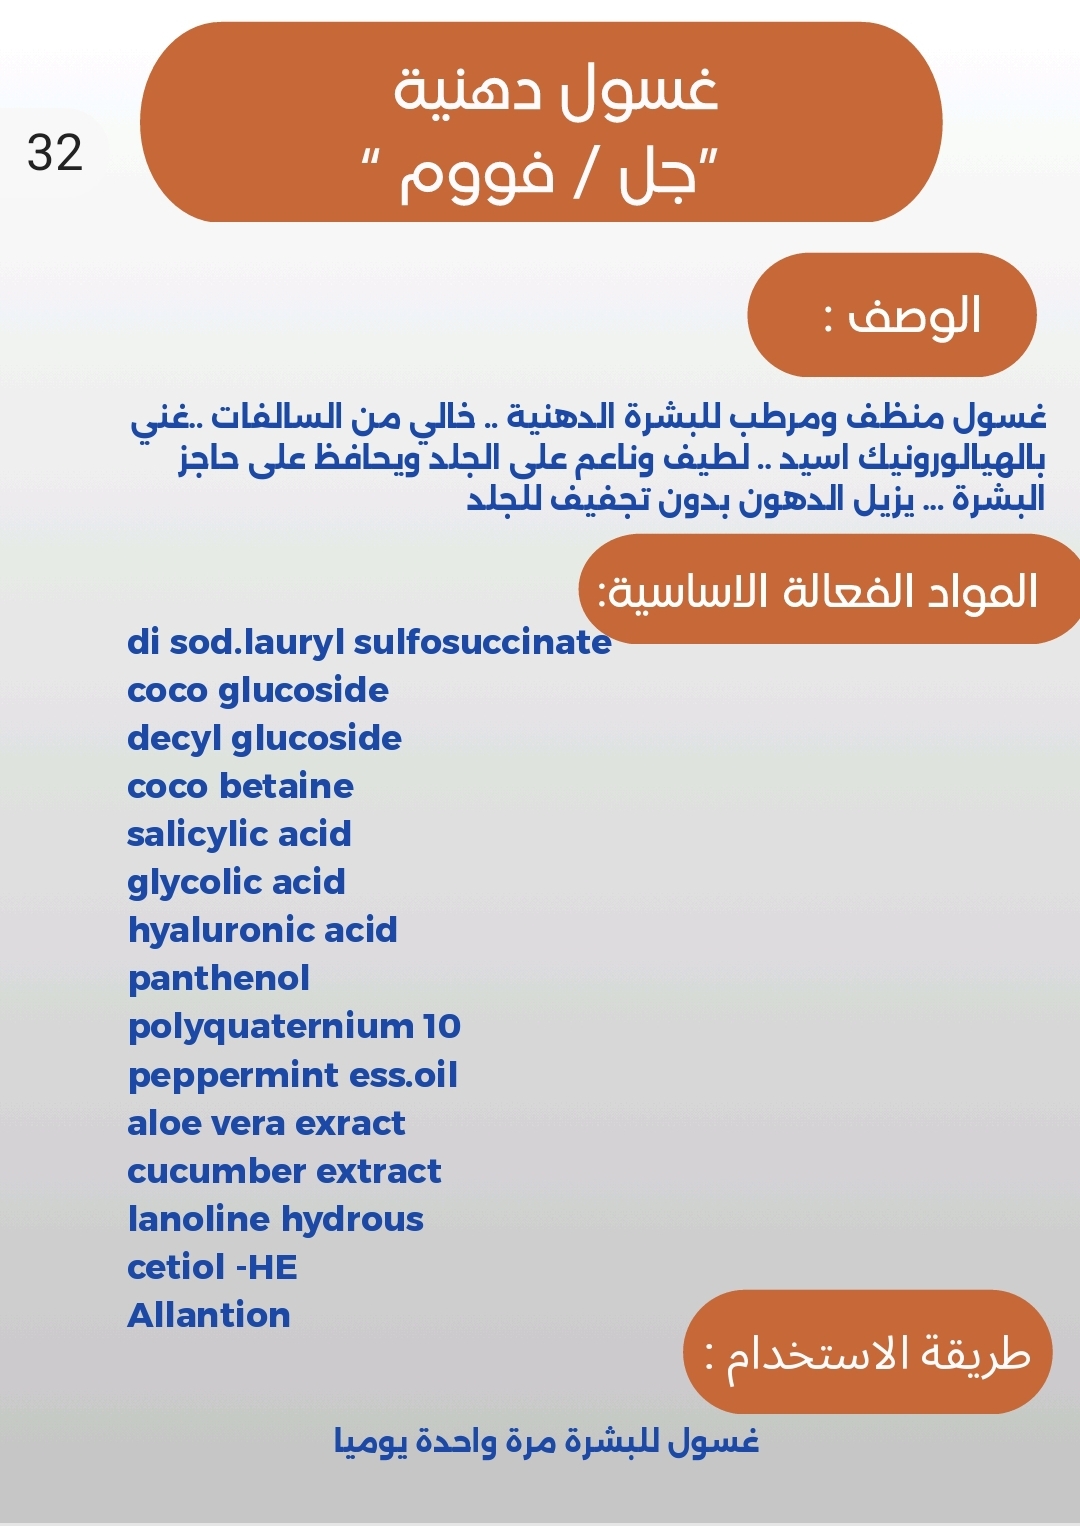 غسول دهنية
"جل / فووم "
32
الوصف :
غسول منظف ومرطب للبشرة الدهنية .. خالي من السالفات ..غني
بالهيالورونيك اسيد .. لطيف وناعم على الجلد ويحافظ على حاجز
البشرة ... يزيل الدهون بدون تجفيف للجلد
المواد الفعالة الاساسية:
di sod.lauryl sulfosuccinate
coco glucoside
decyl glucoside
coco betaine
salicylic acid
glycolic acid
hyaluronic acid
panthenol
polyquaternium 10
peppermint ess.oil
aloe vera exract
cucumber extract
lanoline hydrous
cetiol -HE
Allantion
طريقة الاستخدام :
غسول للبشرة مرة واحدة يوميا